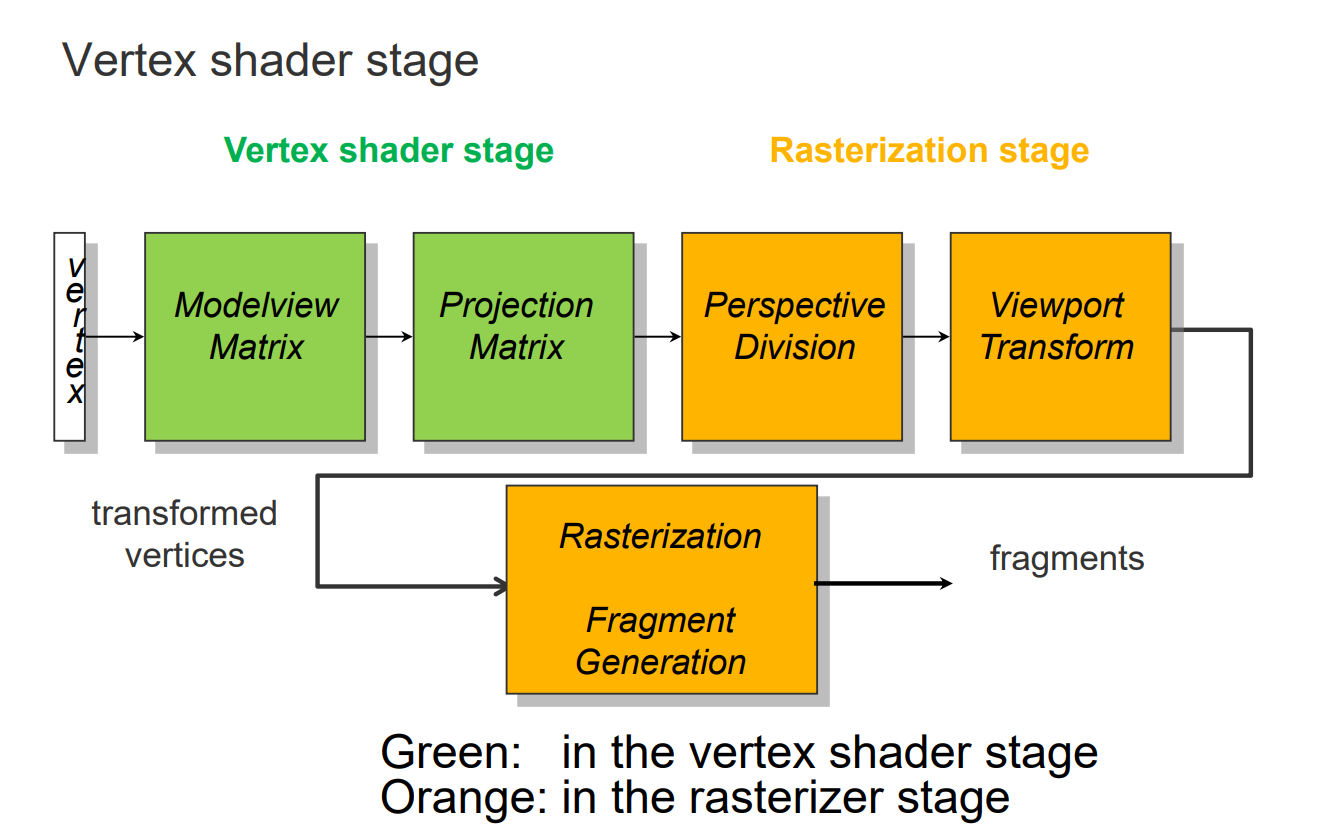 Vertex shader stage
Vertex shader stage
Rasterization stage
vertex
Modelview
Matrix
Projection
Matrix
Perspective
Division
Viewport
Transform
transformed
vertices
Rasterization
Fragment
Generation
fragments
Green: in the vertex shader stage
Orange: in the rasterizer stage